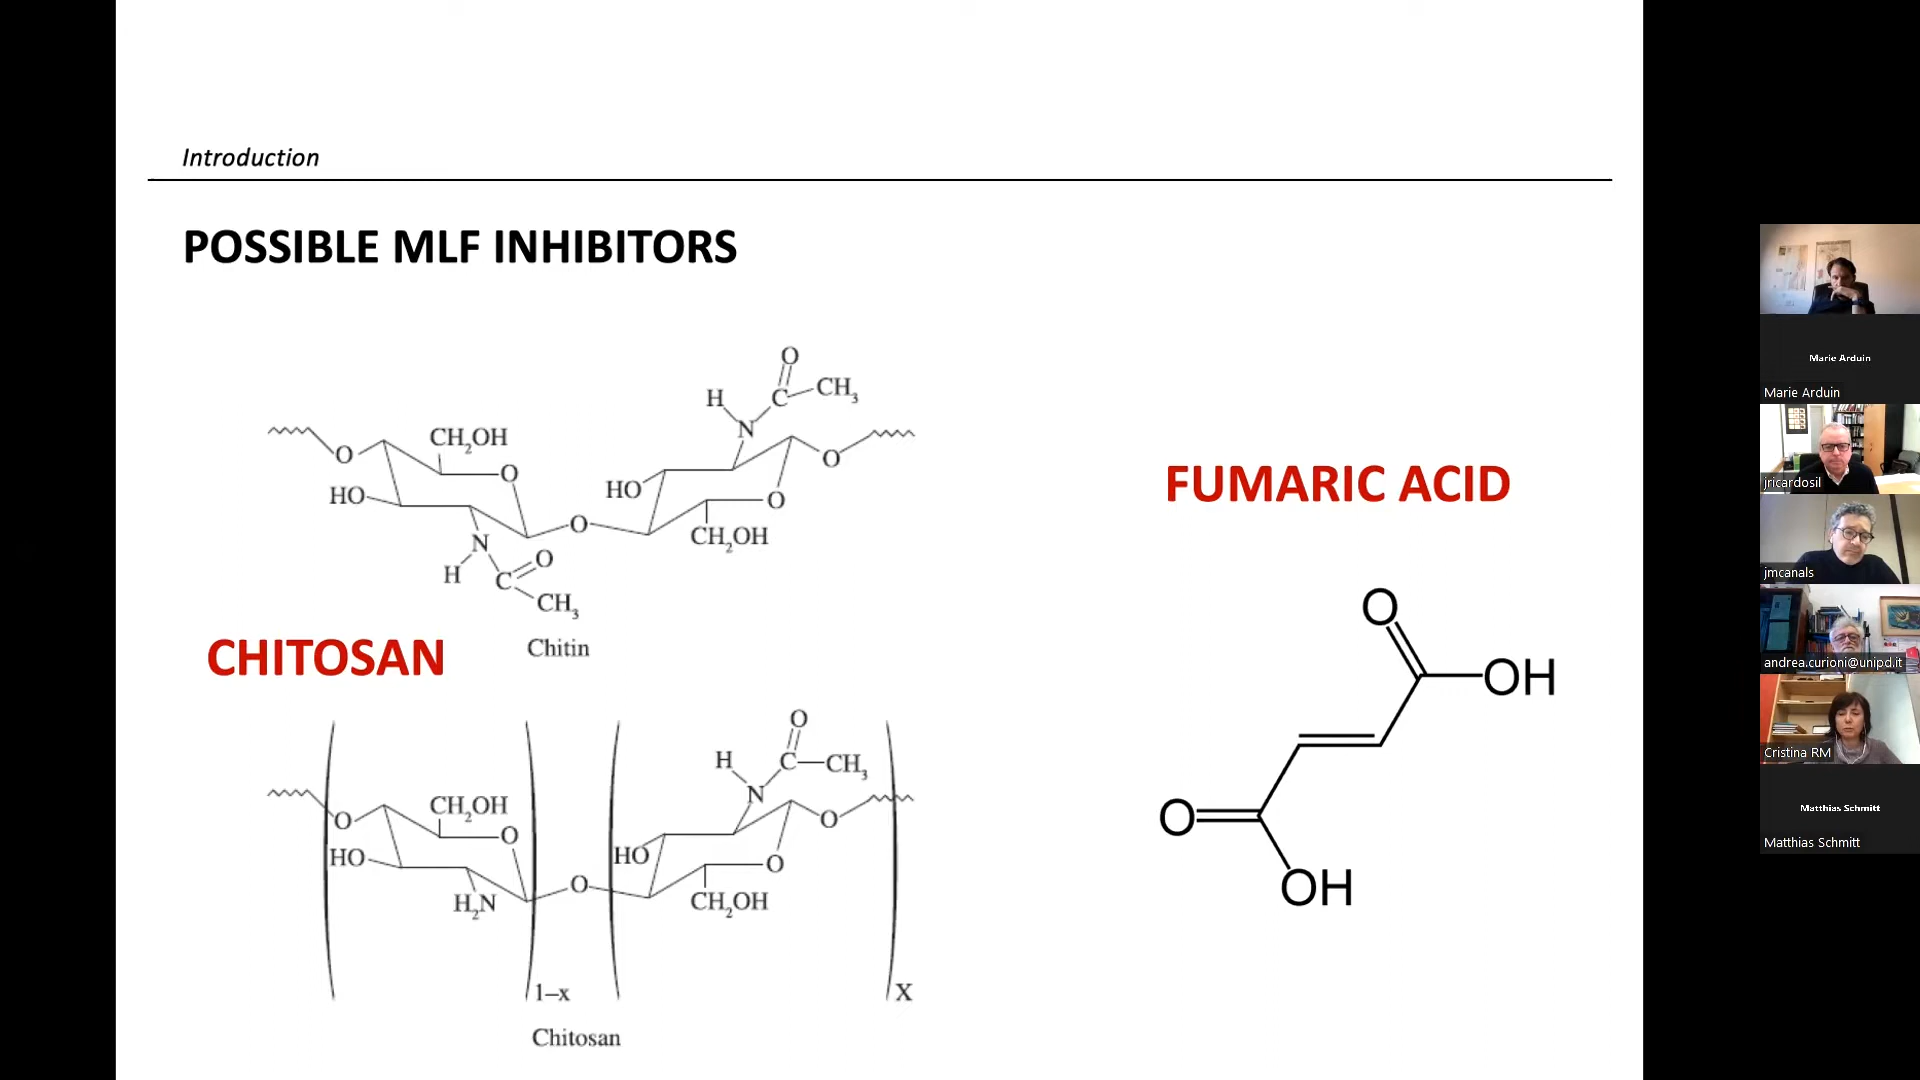 Introduction
POSSIBLE MLF INHIBITORS
O
H
C
CH₃
N
CH₂OH
O
O
O
HO
HO
O
O
N
CH₂OH
O
H
C
CH₃
Chitin
CHITOSAN
O
H
C
CH₃
N
CH₂OH
O
O
O
HO
HO
O
O
H₂N
CH₂OH
1–x
X
Chitosan
FUMARIC ACID
O
OH
O
OH
Marie Arduin
Marie Arduin
jricardosil
jmcanals
andrea.curioni@unipd.it
Cristina RM
Matthias Schmitt
Matthias Schmitt